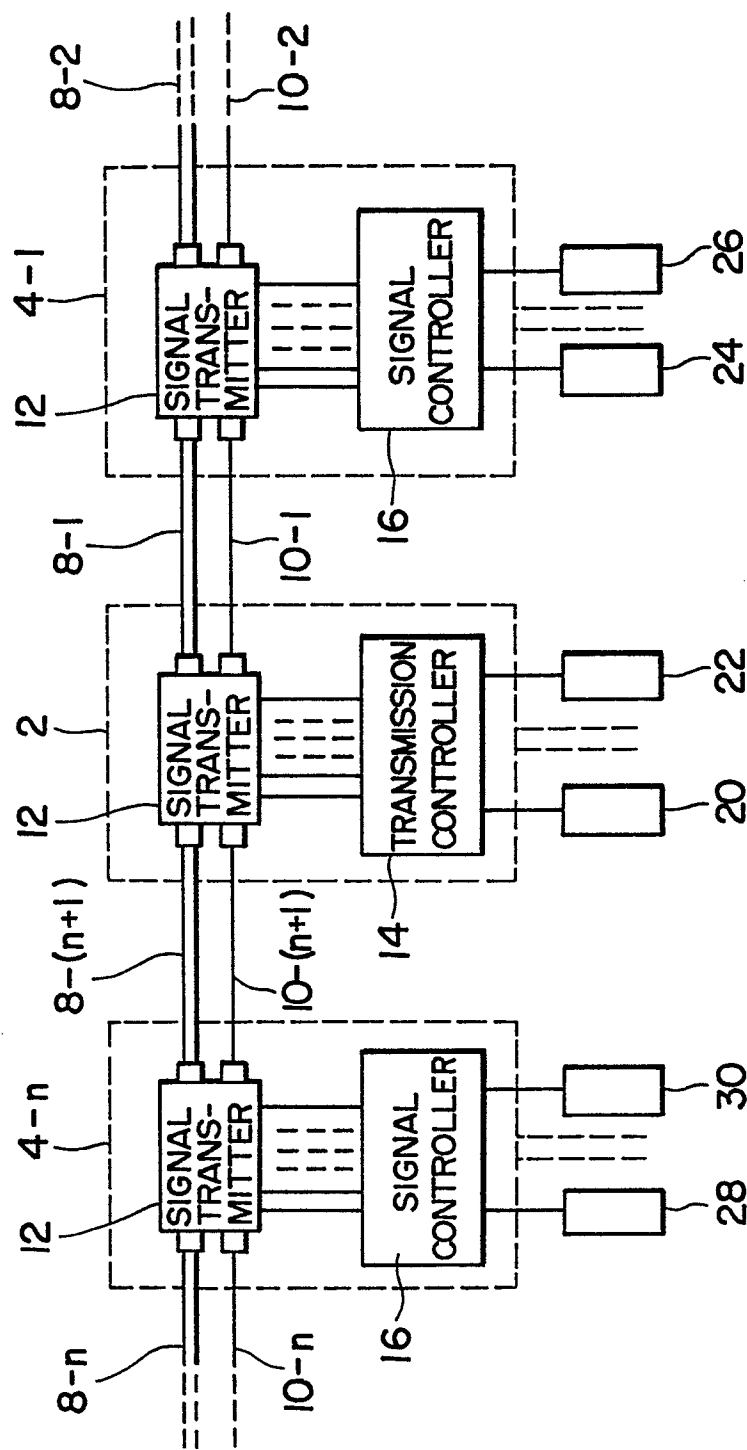 8-n
12
4-n
8-(n+1)
12
2
8-1
12
4-1
8-2
10-n
SIGNAL
TRANS-
MITTER
10-(n+1)
SIGNAL
TRANS-
MITTER
10-1
SIGNAL
TRANS-
MITTER
10-2
16
SIGNAL
CONTROLLER
14
TRANSMISSION
CONTROLLER
16
SIGNAL
CONTROLLER
28
30
20
22
24
26